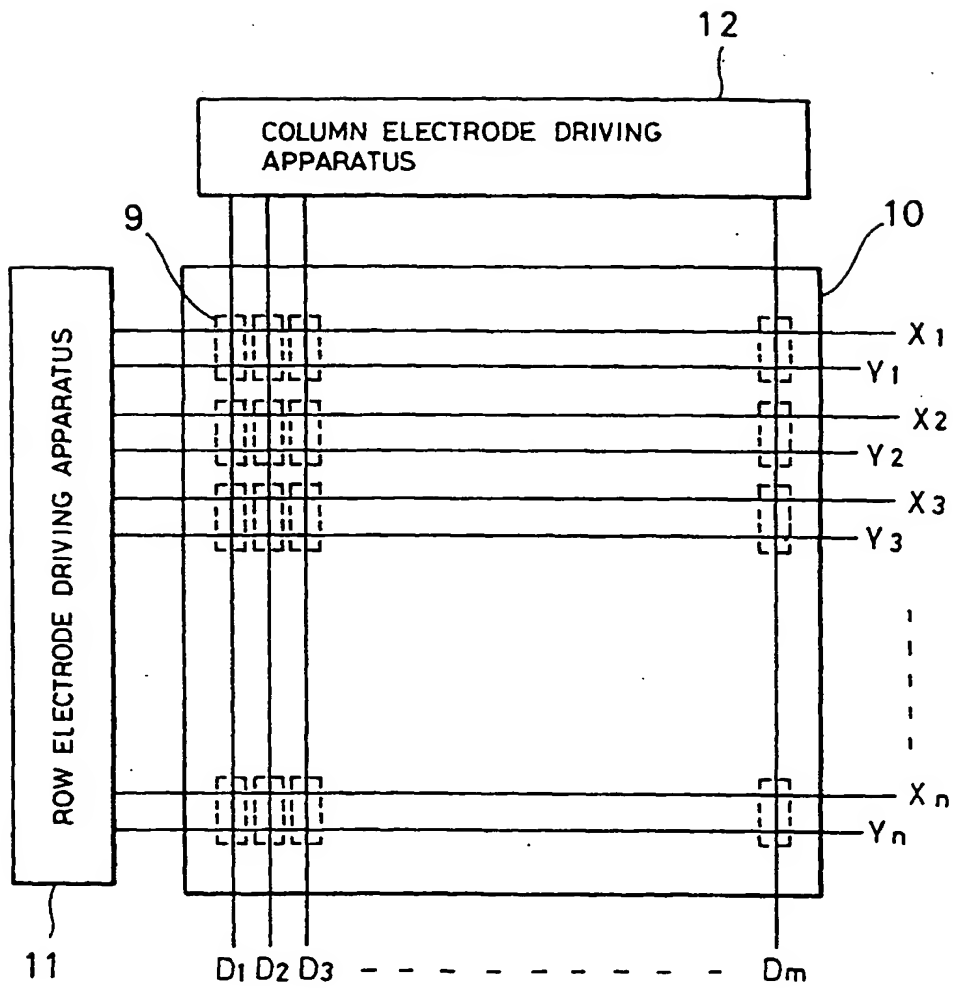 12
COLUMN ELECTRODE DRIVING
APPARATUS
9
10
ROW ELECTRODE DRIVING APPARATUS
X1
Y1
X2
Y2
X3
Y3
Xn
Yn
11
D1 D2 D3 - - - - - - - - - - Dm